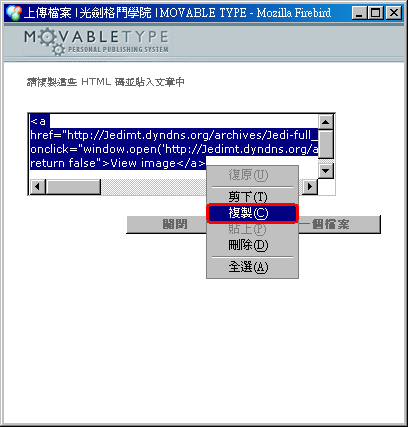 上傳檔案 | 光劍格鬥學院 | MOVABLE TYPE - Mozilla Firebird
MOVABLETYPE
PERSONAL PUBLISHING SYSTEM
請複製這些 HTML 碼並貼入文章中
<a
href="http://Jedimt.dyndns.org/archives/Jedi-full_
onclick="window.open('http://Jedimt.dyndns.org/a
return false">View image</a>
復原(U)
剪下(T)
複製(C)
貼上(P)
刪除(D)
全選(A)
關閉
一個檔案